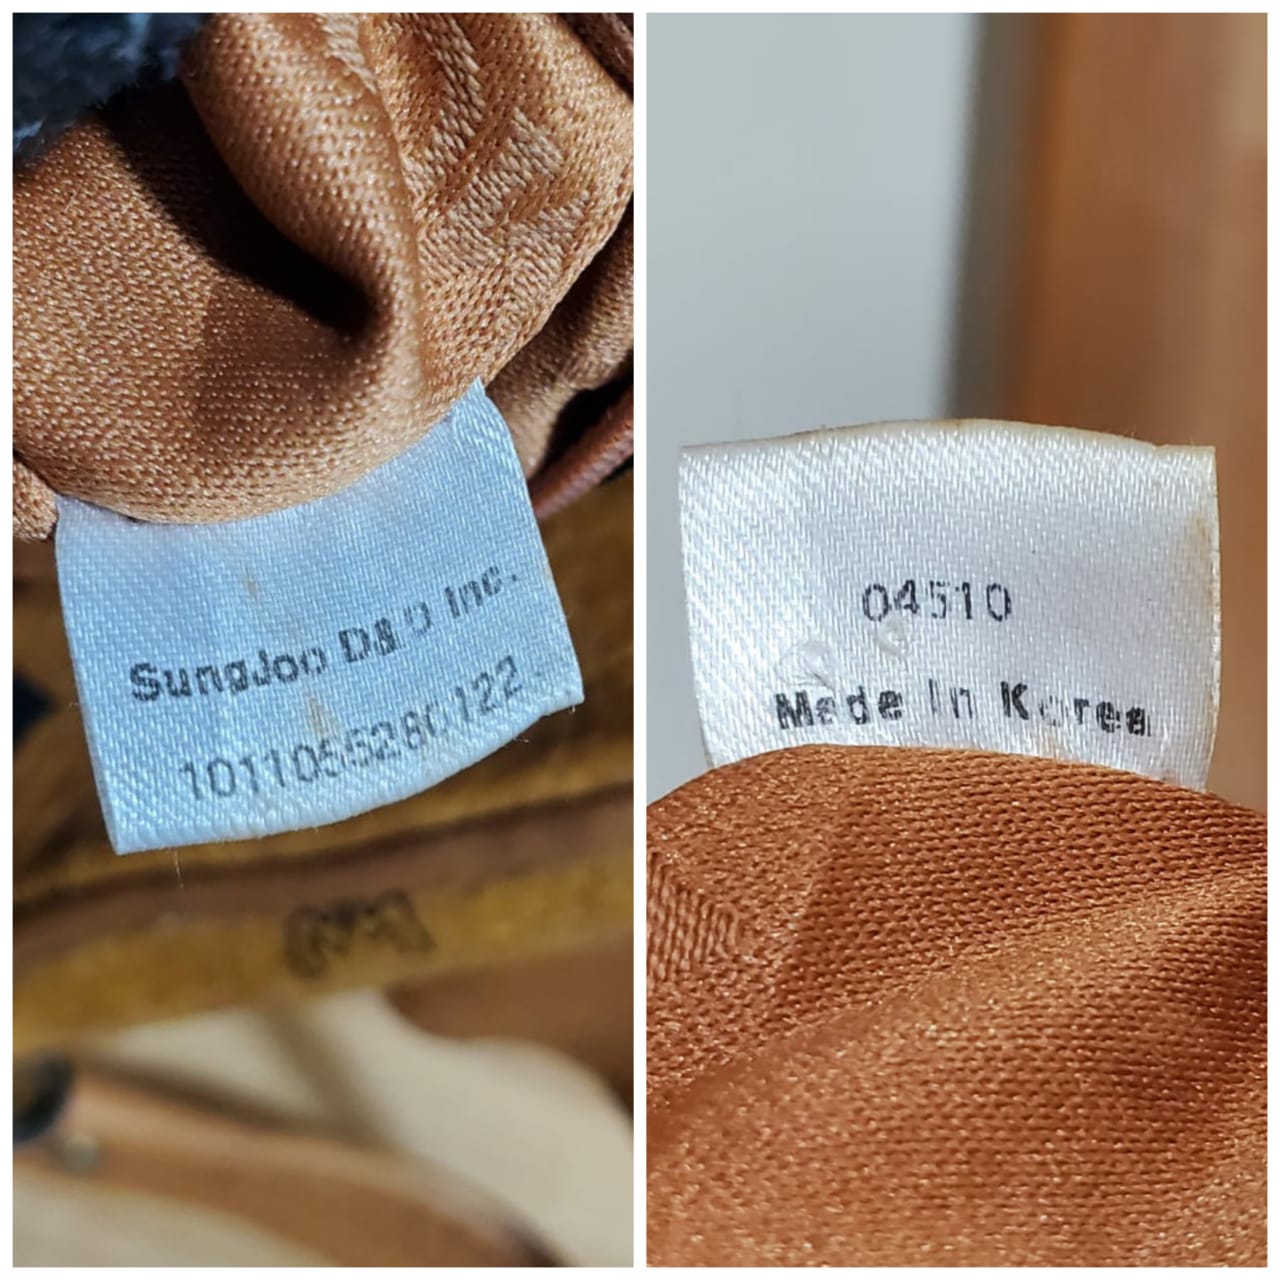 SungJoo D&D Inc.
1011055280122
04510
Made In Korea